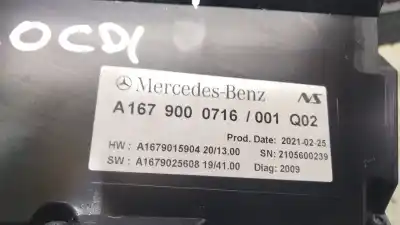 OCDI
Mercedes-Benz NS
A167 900 0716 / 001 Q02
Prod. Date: 2021-02-25
HW : A1679015904 20/13.00 SN: 2105600239
SW : A1679025608 19/41.00 Diag: 2009